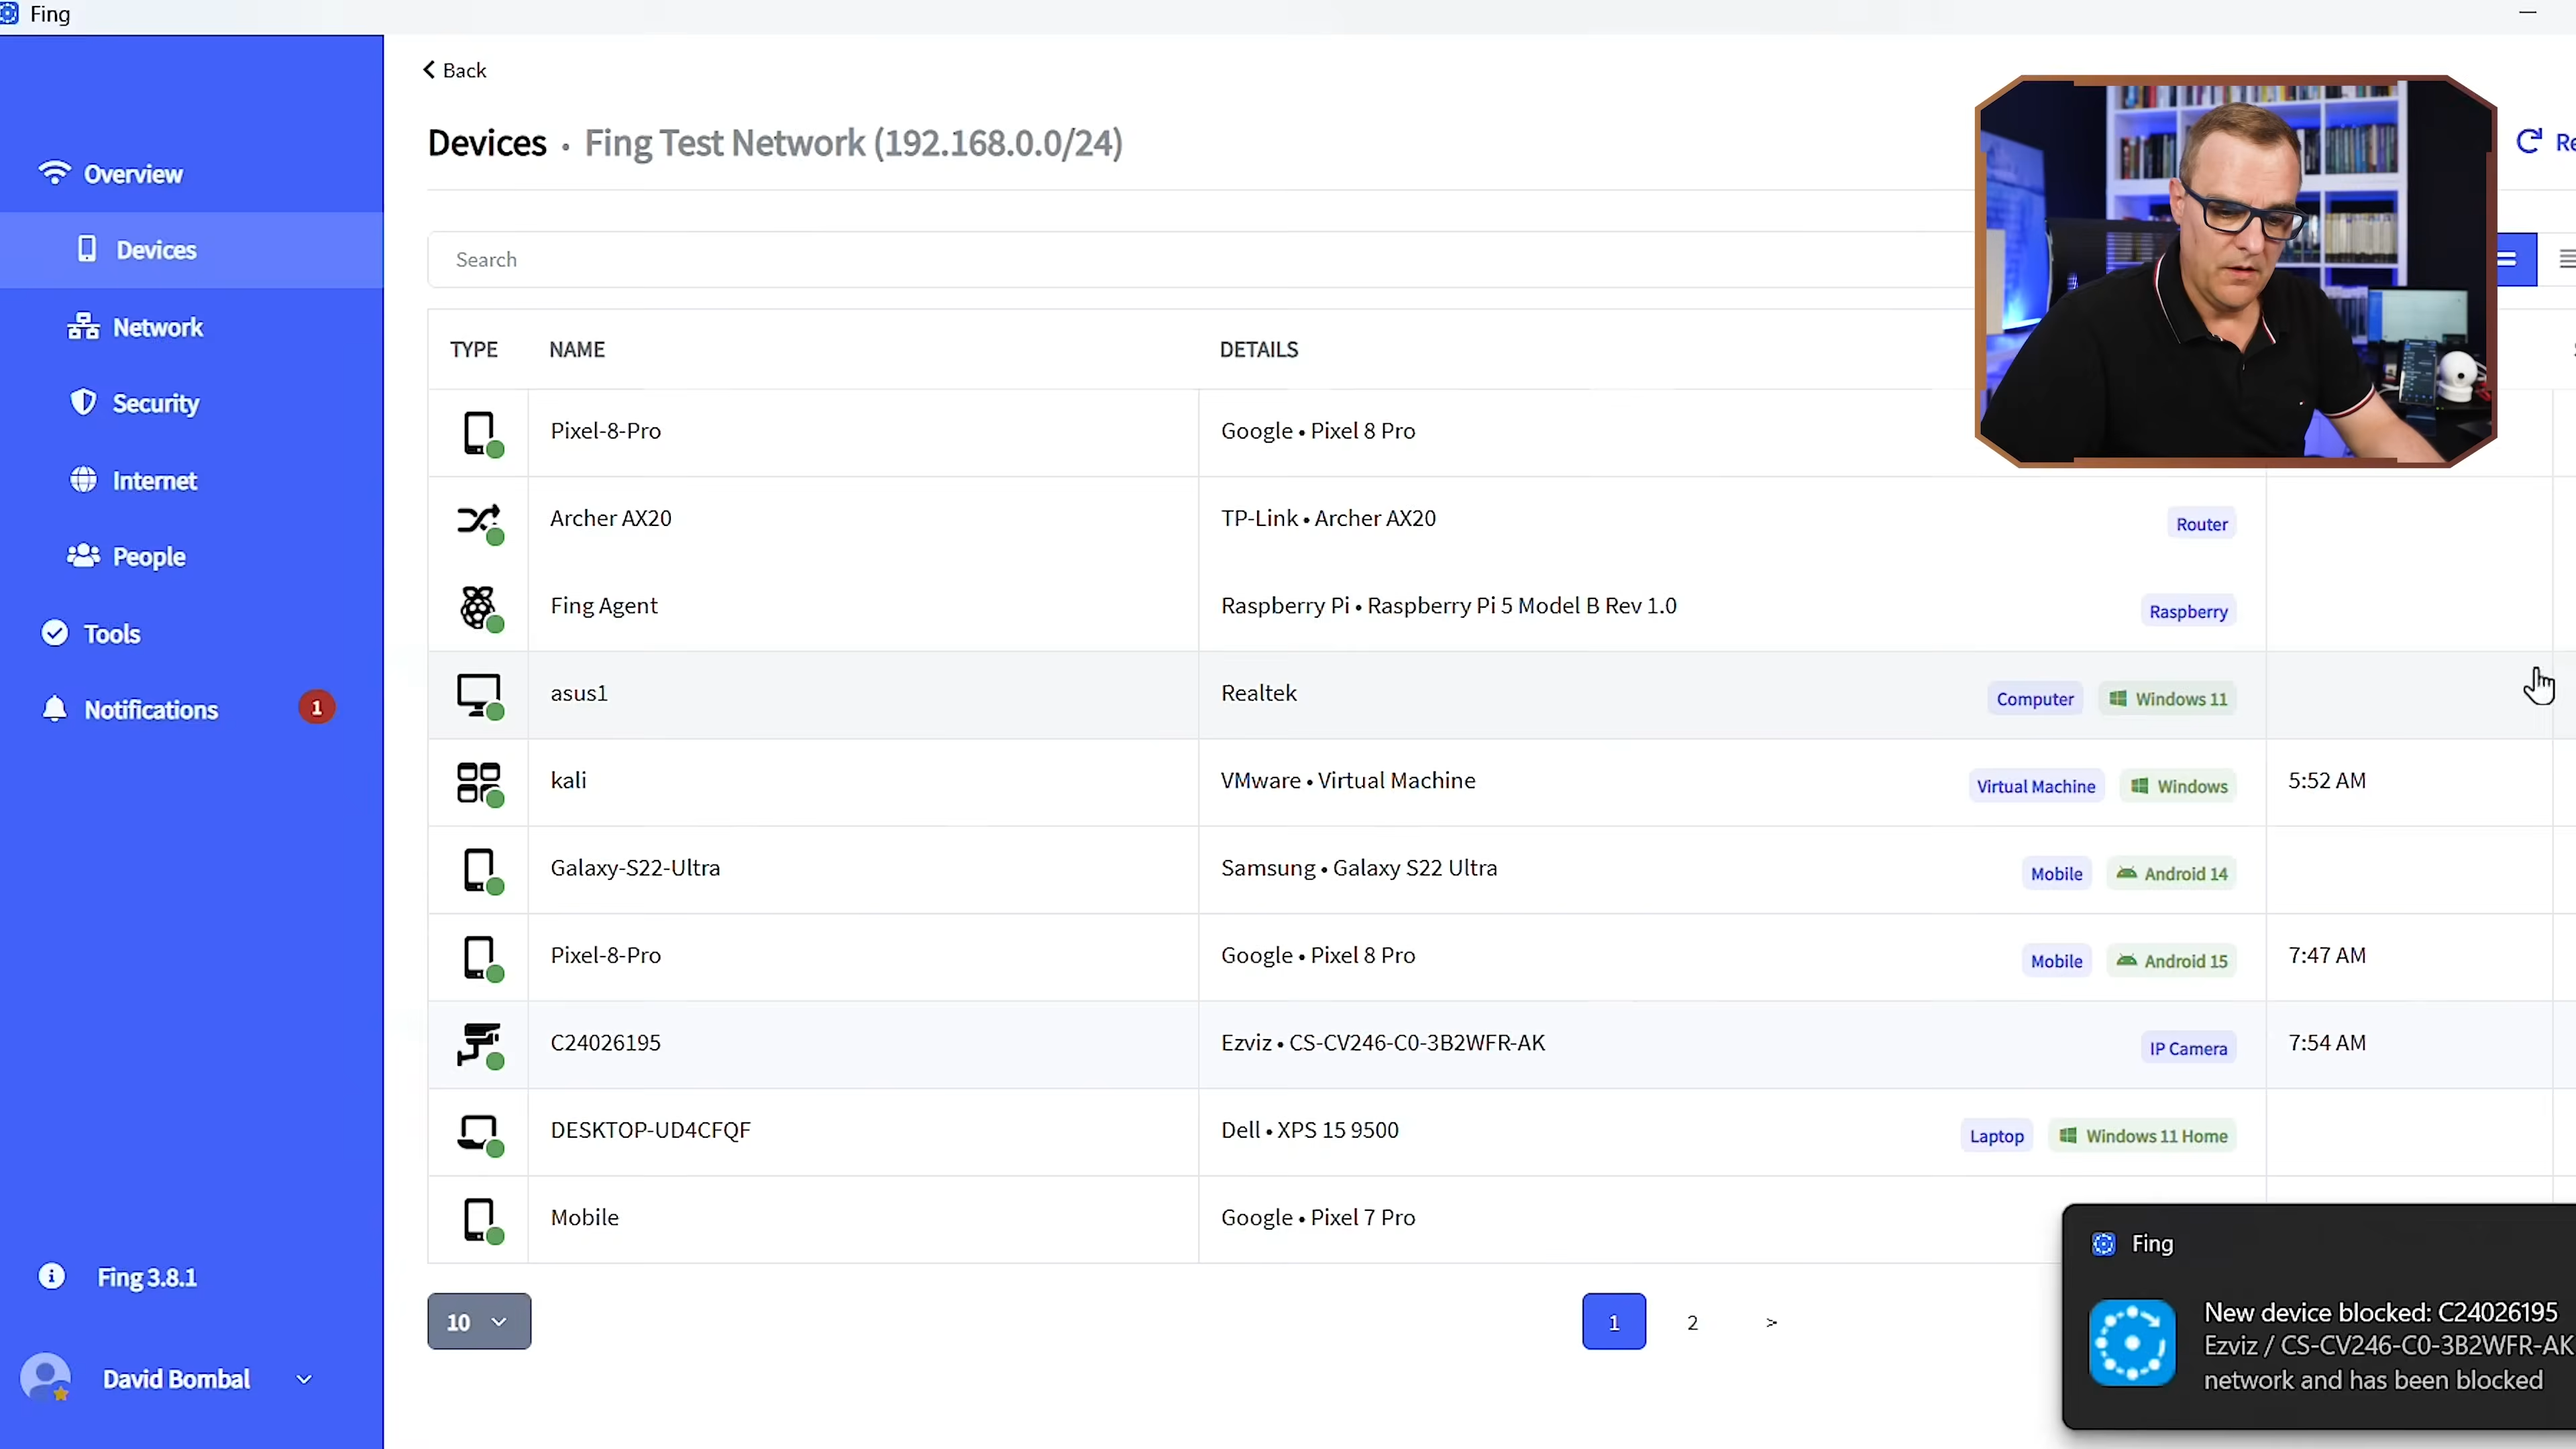 Fing
Back
Devices • Fing Test Network (192.168.0.0/24)
Overview
Devices
Network
Security
Internet
People
Tools
Notifications 1
Fing 3.8.1
David Bombal
Search
TYPE NAME DETAILS
Pixel-8-Pro Google • Pixel 8 Pro
Archer AX20 TP-Link • Archer AX20 Router
Fing Agent Raspberry Pi • Raspberry Pi 5 Model B Rev 1.0 Raspberry
asus1 Realtek Computer Windows 11
kali VMware • Virtual Machine Virtual Machine Windows 5:52 AM
Galaxy-S22-Ultra Samsung • Galaxy S22 Ultra Mobile Android 14
Pixel-8-Pro Google • Pixel 8 Pro Mobile Android 15 7:47 AM
C24026195 Ezviz • CS-CV246-C0-3B2WFR-AK IP Camera 7:54 AM
DESKTOP-UD4CFQF Dell • XPS 15 9500 Laptop Windows 11 Home
Mobile Google • Pixel 7 Pro
10
1 2 >
Fing
New device blocked: C24026195
Ezviz / CS-CV246-C0-3B2WFR-AK
network and has been blocked